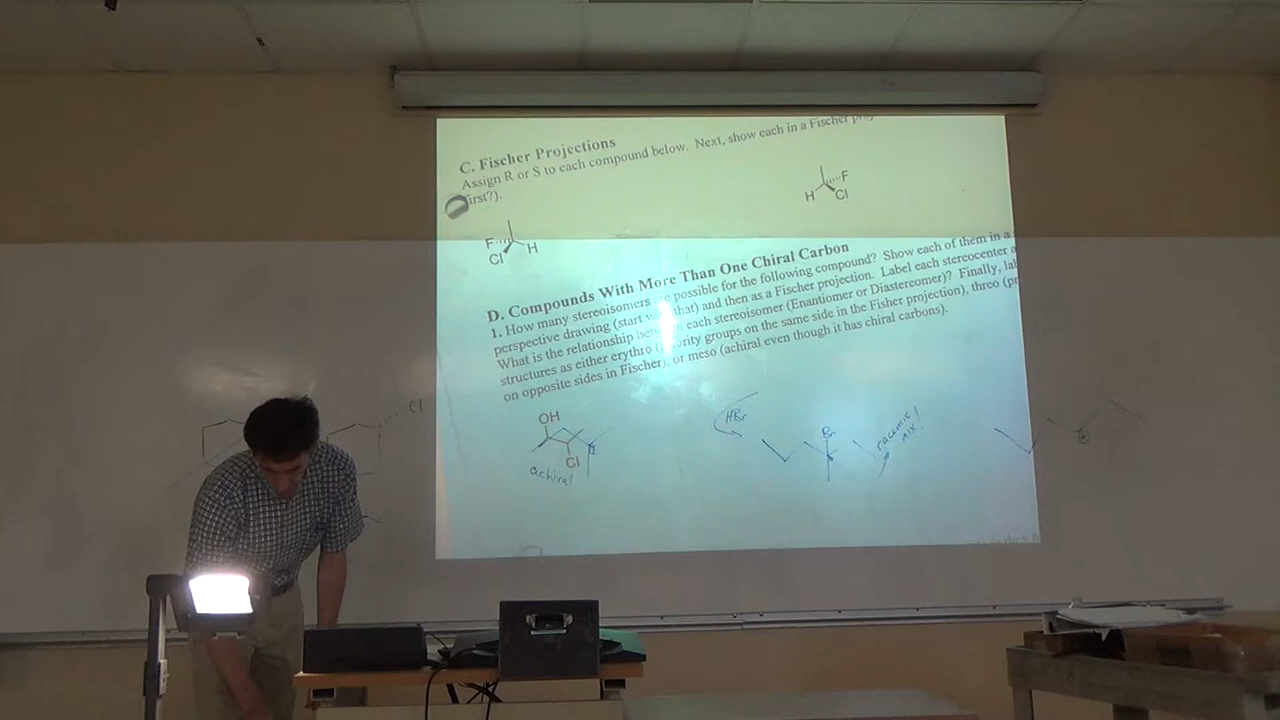 C. Fischer Projections
Assign R or S to each compound below. Next, show each in a Fischer
first?).
F
H
Cl
H
F
Cl
D. Compounds With More Than One Chiral Carbon
1. How many stereoisomers are possible for the following compound? Show each of them in a
perspective drawing (start with that) and then as a Fischer projection. Label each stereocenter
What is the relationship between each stereoisomer (Enantiomer or Diastereomer)? Finally,
structures as either erythro (priority groups on the same side in the Fisher projection), threo
on opposite sides in Fischer), or meso (achiral even though it has chiral carbons).
OH
Cl
achiral
HBr
Br
racemic
mix!
Cl